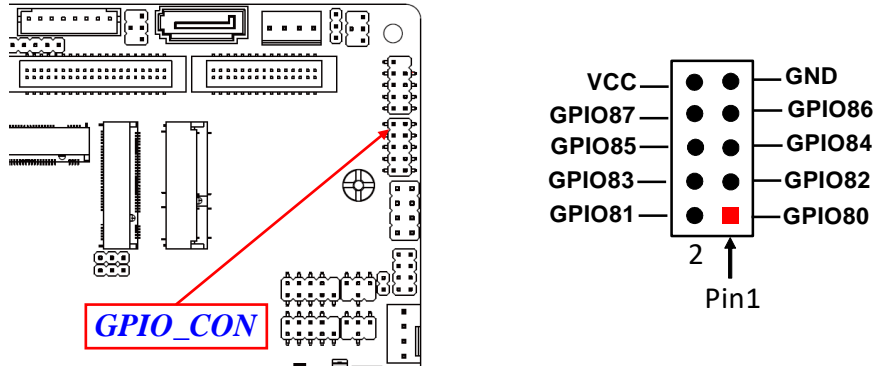 GPIO_CON
VCC GND
GPIO87 GPIO86
GPIO85 GPIO84
GPIO83 GPIO82
GPIO81 GPIO80
2
Pin1